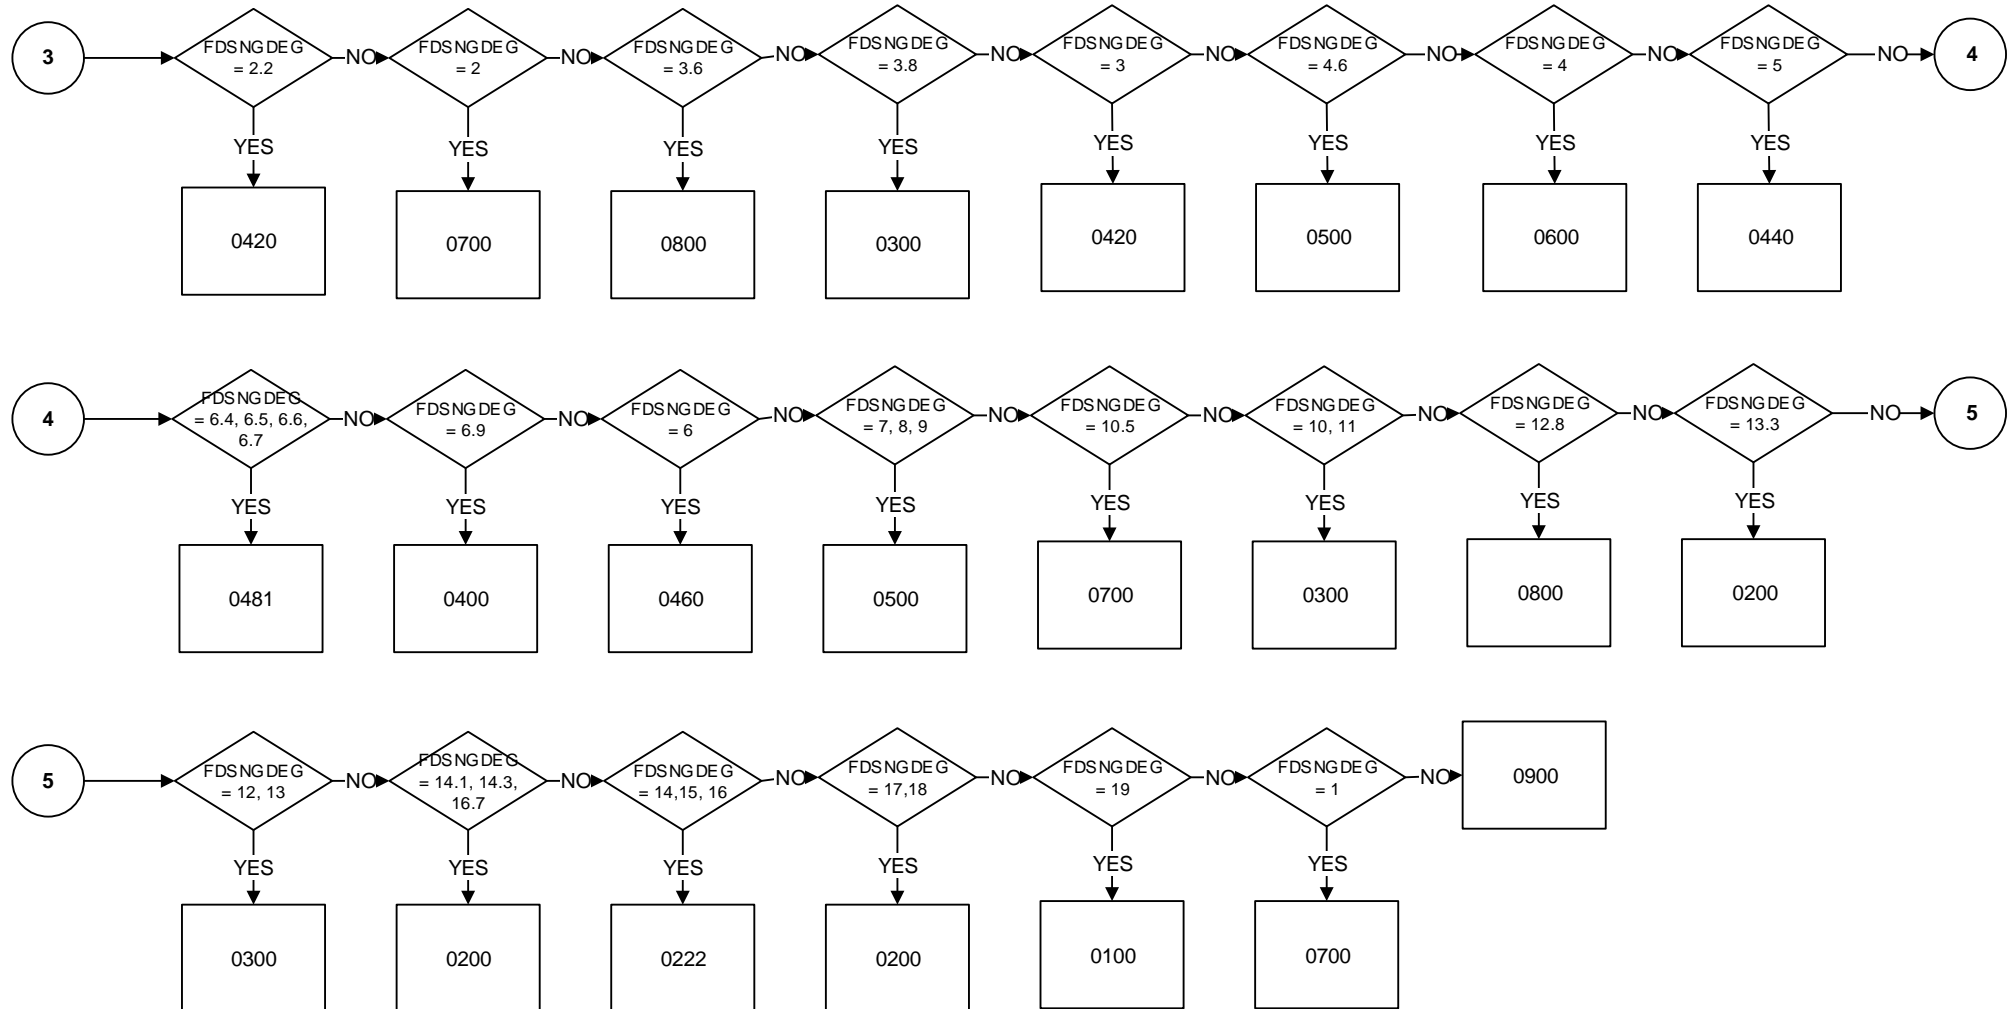 3
FDSNGDEG
= 2.2
NO
FDSNGDEG
= 2
NO
FDSNGDEG
= 3.6
NO
FDSNGDEG
= 3.8
NO
FDSNGDEG
= 3
NO
FDSNGDEG
= 4.6
NO
FDSNGDEG
= 4
NO
FDSNGDEG
= 5
NO
4
YES
YES
YES
YES
YES
YES
YES
YES
0420
0700
0800
0300
0420
0500
0600
0440
4
FDSNGDEG
= 6.4, 6.5, 6.6,
6.7
NO
FDSNGDEG
= 6.9
NO
FDSNGDEG
= 6
NO
FDSNGDEG
= 7, 8, 9
NO
FDSNGDEG
= 10.5
NO
FDSNGDEG
= 10, 11
NO
FDSNGDEG
= 12.8
NO
FDSNGDEG
= 13.3
NO
5
YES
YES
YES
YES
YES
YES
YES
YES
0481
0400
0460
0500
0700
0300
0800
0200
5
FDSNGDEG
= 12, 13
NO
FDSNGDEG
= 14.1, 14.3,
16.7
NO
FDSNGDEG
= 14,15, 16
NO
FDSNGDEG
= 17,18
NO
FDSNGDEG
= 19
NO
FDSNGDEG
= 1
NO
0900
YES
YES
YES
YES
YES
YES
0300
0200
0222
0200
0100
0700